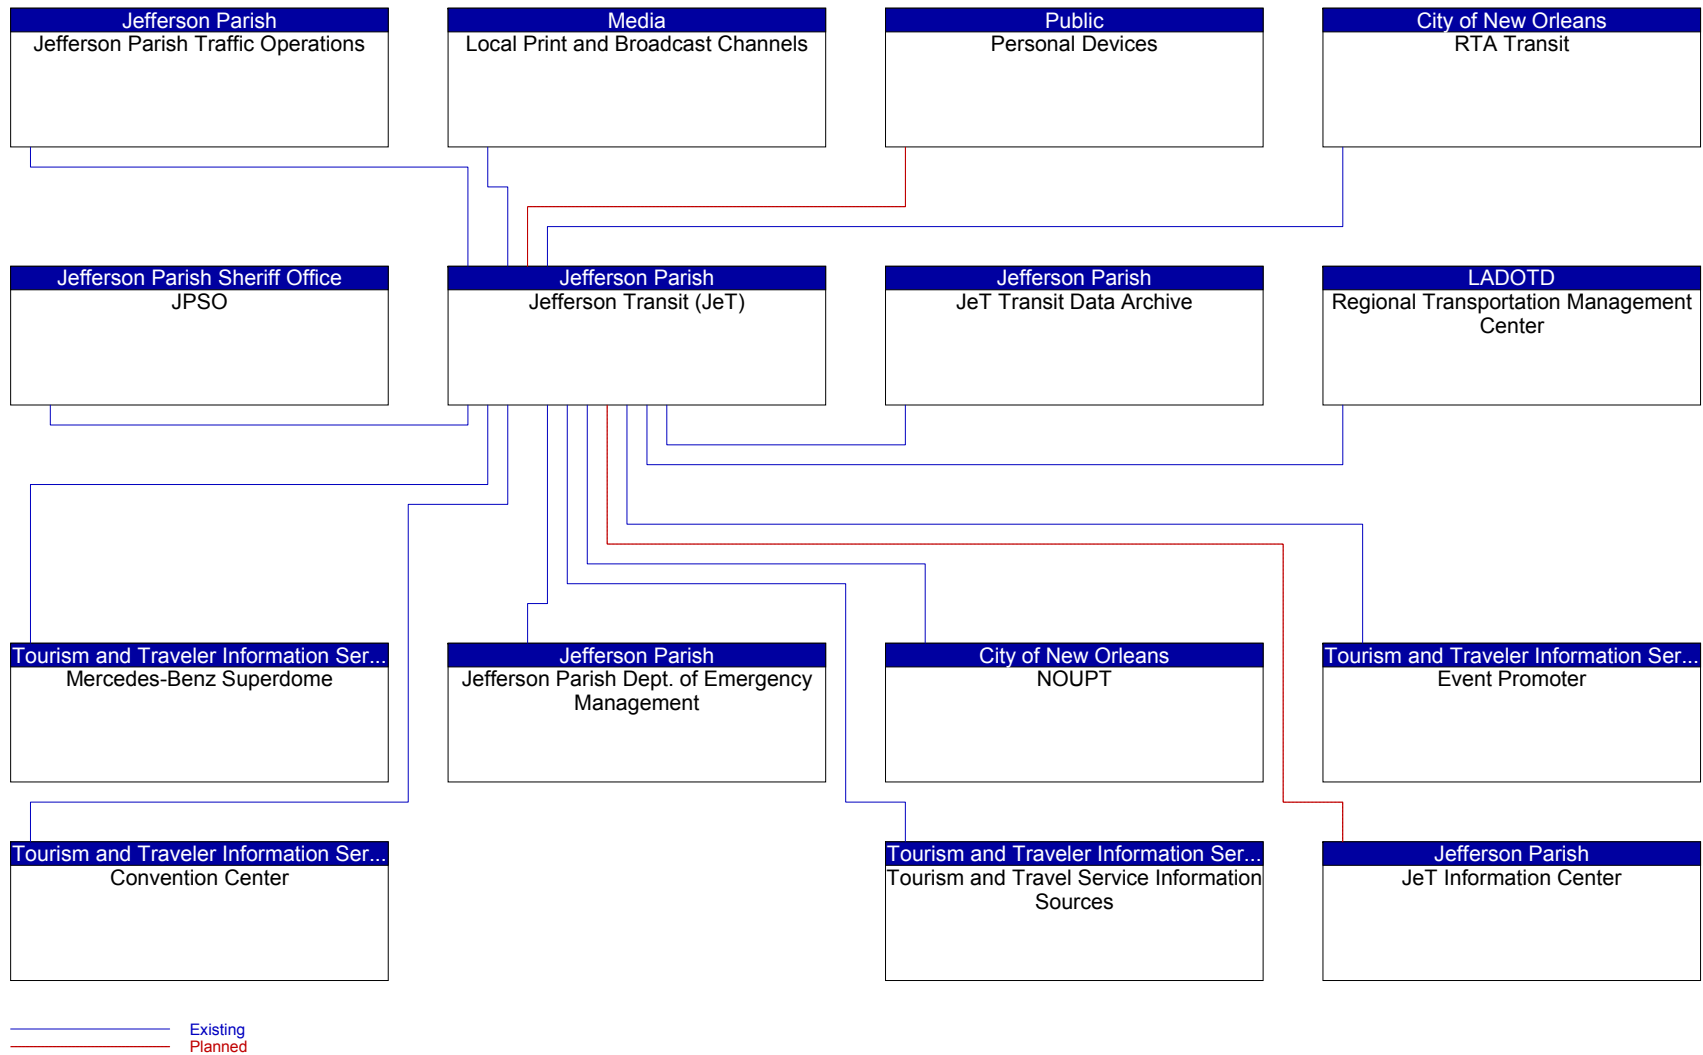 Jefferson Parish
Jefferson Parish Traffic Operations
Media
Local Print and Broadcast Channels
Public
Personal Devices
City of New Orleans
RTA Transit
Jefferson Parish Sheriff Office
JPSO
Jefferson Parish
Jefferson Transit (JeT)
Jefferson Parish
JeT Transit Data Archive
LADOTD
Regional Transportation Management
Center
Tourism and Traveler Information Ser...
Mercedes-Benz Superdome
Jefferson Parish
Jefferson Parish Dept. of Emergency
Management
City of New Orleans
NOUPT
Tourism and Traveler Information Ser...
Event Promoter
Tourism and Traveler Information Ser...
Convention Center
Tourism and Traveler Information Ser...
Tourism and Travel Service Information
Sources
Jefferson Parish
JeT Information Center
Existing
Planned